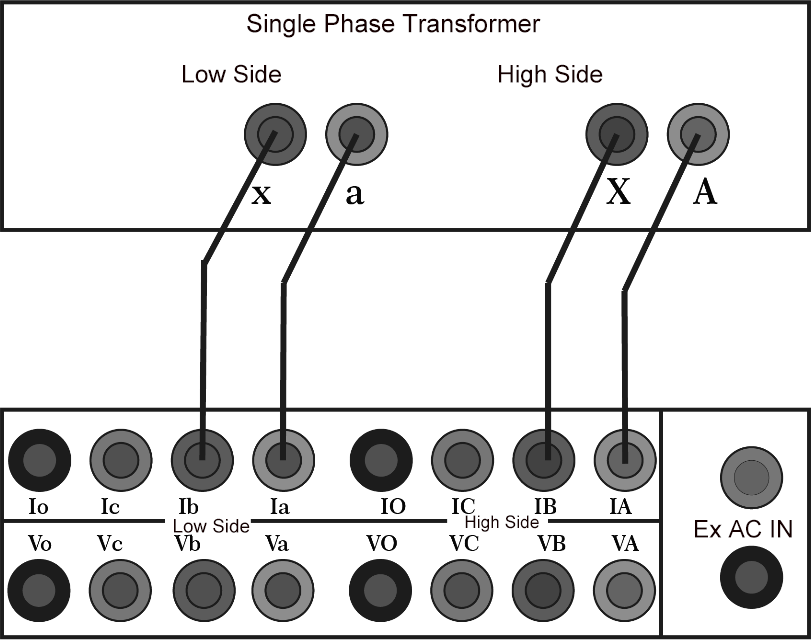 Single Phase Transformer
Low Side High Side
x a X A
Io Ic Ib Ia IO IC IB IA
Low Side High Side
Vo Vc Vb Va VO VC VB VA
Ex AC IN